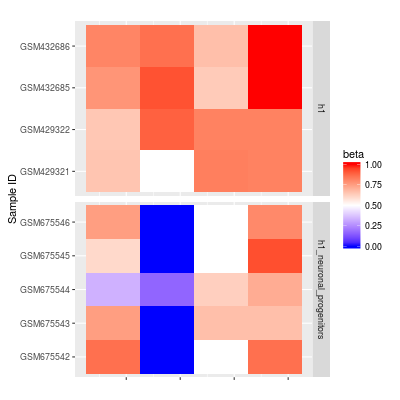 GSM432686
GSM432685
GSM429322
GSM429321
h1
GSM675546
GSM675545
GSM675544
GSM675543
GSM675542
h1_neuronal_progenitors
Sample ID
beta
1.00
0.75
0.50
0.25
0.00